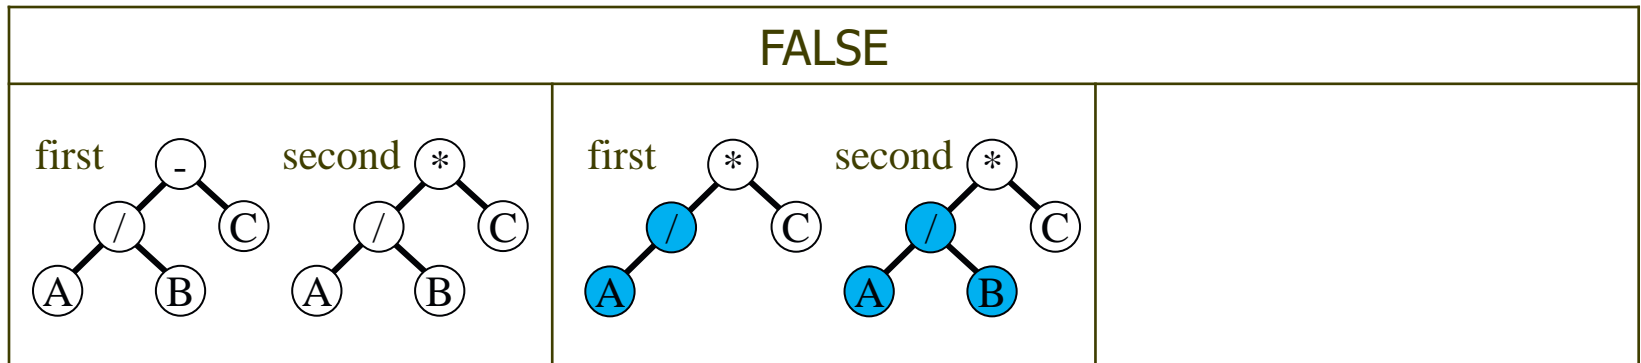 FALSE
first - second * first * second *
/ C / C / C / C
A B A B A A B